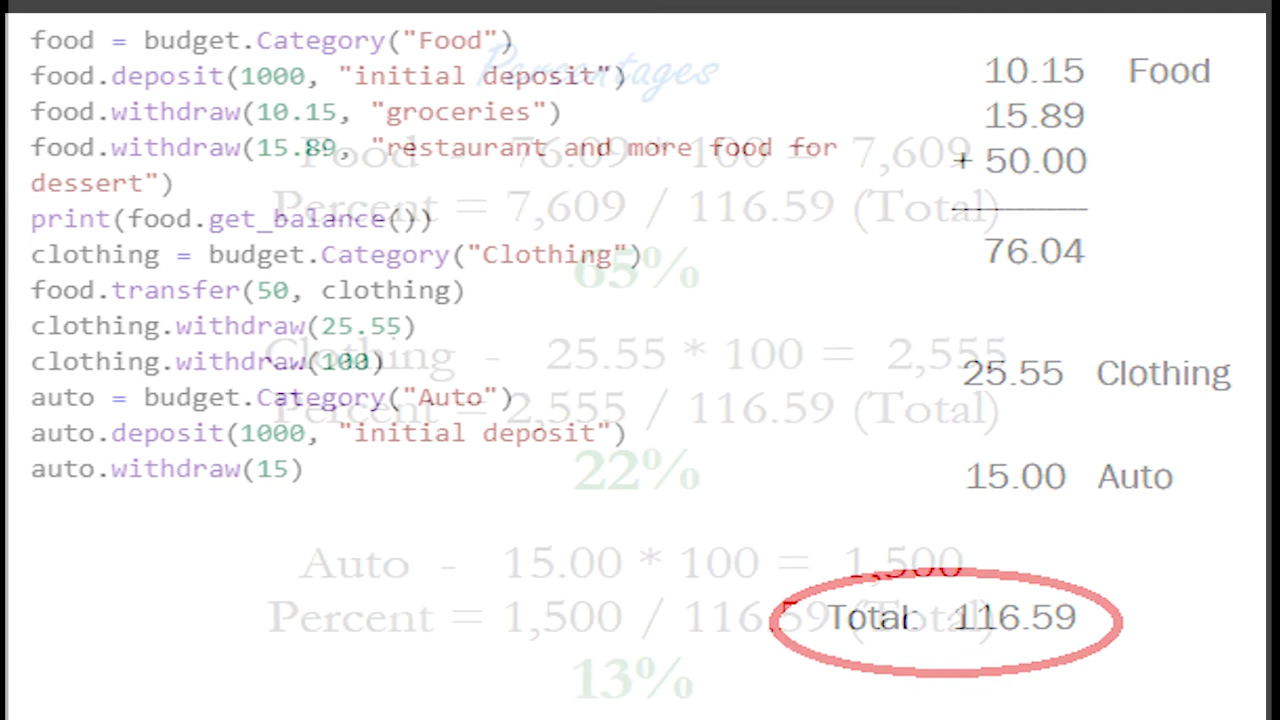 food = budget.Category("Food")
food.deposit(1000, "initial deposit")
food.withdraw(10.15, "groceries")
food.withdraw(15.89, "restaurant and more food for
dessert")
print(food.get_balance())
clothing = budget.Category("Clothing")
food.transfer(50, clothing)
clothing.withdraw(25.55)
clothing.withdraw(100)
auto = budget.Category("Auto")
auto.deposit(1000, "initial deposit")
auto.withdraw(15)
10.15 Food
15.89
+ 50.00
76.04
25.55 Clothing
15.00 Auto
Total: 116.59
Percentages
Food - 76.09 * 100 = 7,609
Percent = 7,609 / 116.59 (Total)
65%
Clothing - 25.55 * 100 = 2,555
Percent = 2,555 / 116.59 (Total)
22%
Auto - 15.00 * 100 = 1,500
Percent = 1,500 / 116.59 (Total)
13%